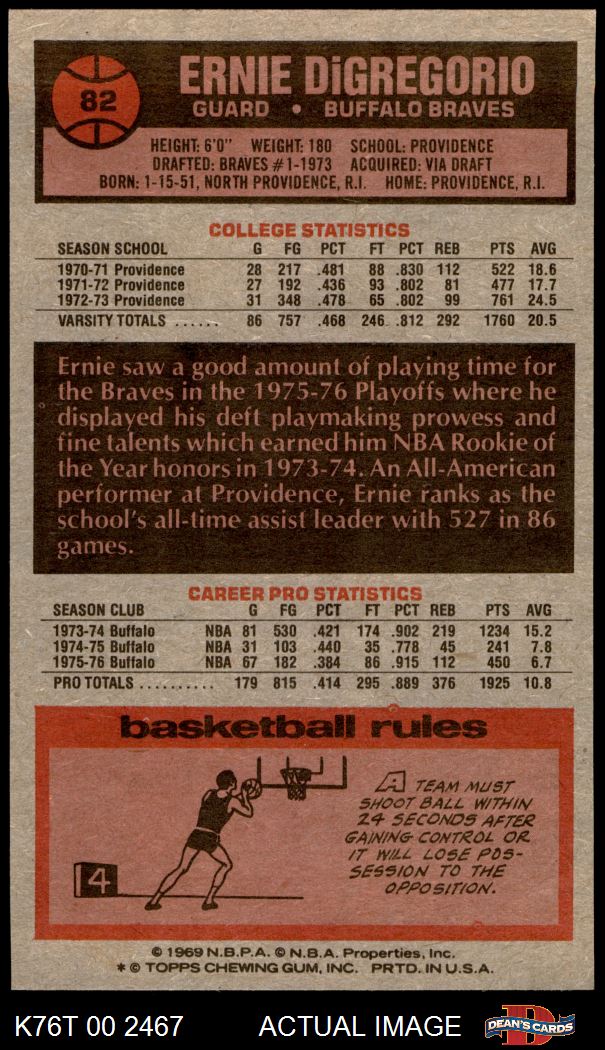 82
ERNIE DiGREGORIO
GUARD • BUFFALO BRAVES
HEIGHT: 6'0" WEIGHT: 180 SCHOOL: PROVIDENCE
DRAFTED: BRAVES #1-1973 ACQUIRED: VIA DRAFT
BORN: 1-15-51, NORTH PROVIDENCE, R.I. HOME: PROVIDENCE, R.I.
COLLEGE STATISTICS
SEASON SCHOOL G FG PCT FT PCT REB PTS AVG
1970-71 Providence 28 217 .481 88 .830 112 522 18.6
1971-72 Providence 27 192 .436 93 .802 81 477 17.7
1972-73 Providence 31 348 .478 65 .802 99 761 24.5
VARSITY TOTALS ...... 86 757 .468 246 .812 292 1760 20.5
Ernie saw a good amount of playing time for
the Braves in the 1975-76 Playoffs where he
displayed his deft playmaking prowess and
fine talents which earned him NBA Rookie of
the Year honors in 1973-74. An All-American
performer at Providence, Ernie ranks as the
school's all-time assist leader with 527 in 86
games.
CAREER PRO STATISTICS
SEASON CLUB G FG PCT FT PCT REB PTS AVG
1973-74 Buffalo NBA 81 530 .421 174 .902 219 1234 15.2
1974-75 Buffalo NBA 31 103 .440 35 .778 45 241 7.8
1975-76 Buffalo NBA 67 182 .384 86 .915 112 450 6.7
PRO TOTALS .......... 179 815 .414 295 .889 376 1925 10.8
basketball rules
A TEAM MUST
SHOOT BALL WITHIN
24 SECONDS AFTER
GAINING CONTROL OR
IT WILL LOSE POS-
SESSION TO THE
OPPOSITION.
4
© 1969 N.B.P.A. © N.B.A. Properties, Inc.
* © TOPPS CHEWING GUM, INC. PRTD. IN U.S.A.
K76T 00 2467 ACTUAL IMAGE
D
DEAN'S CARDS